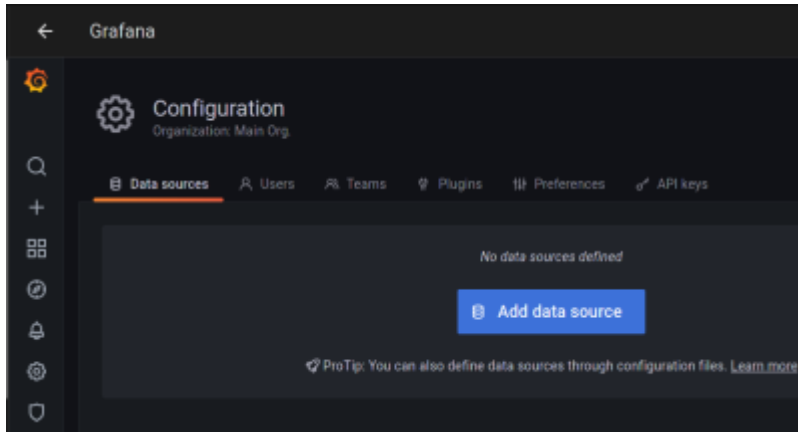 Grafana
Configuration
Organization: Main Org.
Data sources Users Teams Plugins Preferences API keys
No data sources defined
Add data source
ProTip: You can also define data sources through configuration files. Learn more